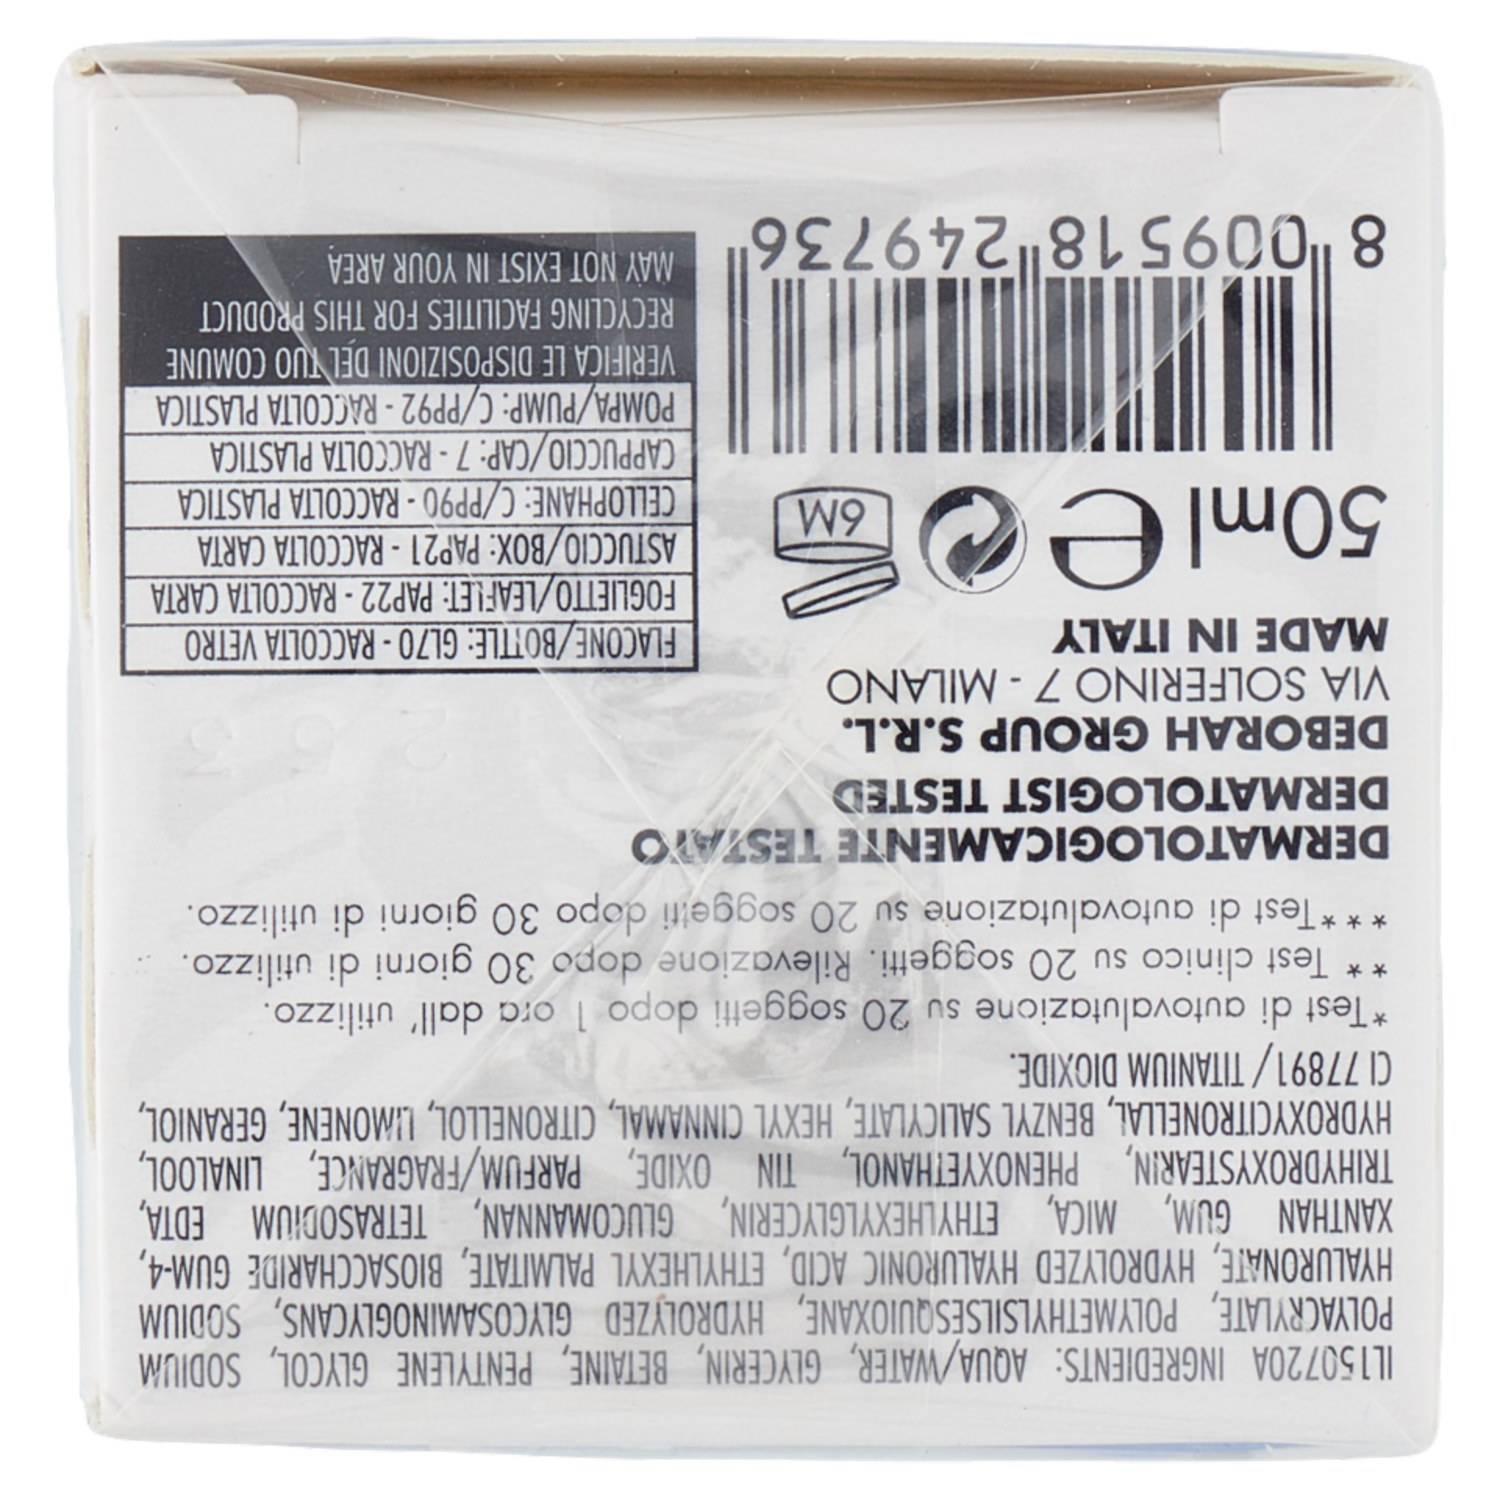 IL150720A INGREDIENTS: AQUA/WATER, GLYCERIN, BETAINE, PENTYLENE GLYCOL, SODIUM
POLYACRYLATE, POLYMETHYLSILSESQUIOXANE, HYDROLYZED GLYCOSAMINOGLYCANS, SODIUM
HYALURONATE, HYDROLYZED HYALURONIC ACID, ETHYLHEXYL PALMITATE, BIOSACCHARIDE GUM-4,
XANTHAN GUM, MICA, ETHYLHEXYLGLYCERIN, GLUCOMANNAN, TETRASODIUM EDTA,
TRIHYDROXYSTEARIN, PHENOXYETHANOL, TIN OXIDE, PARFUM/FRAGRANCE, LINALOOL,
HYDROXYCITRONELLAL, BENZYL SALICYLATE, HEXYL CINNAMAL, CITRONELLOL, LIMONENE, GERANIOL,
CI 77891/TITANIUM DIOXIDE.
*Test di autovalutazione su 20 soggetti dopo 1 ora dall' utilizzo.
** Test clinico su 20 soggetti. Rilevazione dopo 30 giorni di utilizzo.
***Test di autovalutazione su 20 soggetti dopo 30 giorni di utilizzo.
DERMATOLOGICAMENTE TESTATO
DERMATOLOGIST TESTED
DEBORAH GROUP S.R.L.
VIA SOLFERINO 7 - MILANO
MADE IN ITALY
50ml e 6M
8 009518 249736
FLACONE/BOTTLE: GL70 - RACCOLTA VETRO
FOGLIETTO/LEAFLET: PAP22 - RACCOLTA CARTA
ASTUCCIO/BOX: PAP21 - RACCOLTA CARTA
CELLOPHANE: C/PP90 - RACCOLTA PLASTICA
CAPPUCCIO/CAP: 7 - RACCOLTA PLASTICA
POMPA/PUMP: C/PP92 - RACCOLTA PLASTICA
VERIFICA LE DISPOSIZIONI DEL TUO COMUNE
RECYCLING FACILITIES FOR THIS PRODUCT
MAY NOT EXIST IN YOUR AREA